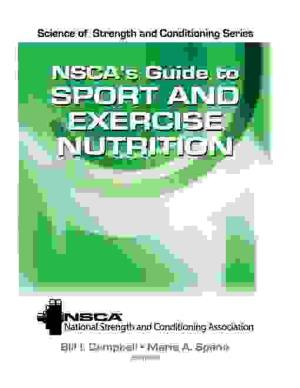 Science of Strength and Conditioning Series
NSCA's Guide to
SPORT AND
EXERCISE
NUTRITION
NSCA
National Strength and Conditioning Association
Bill I. Campbell • Marie A. Spano